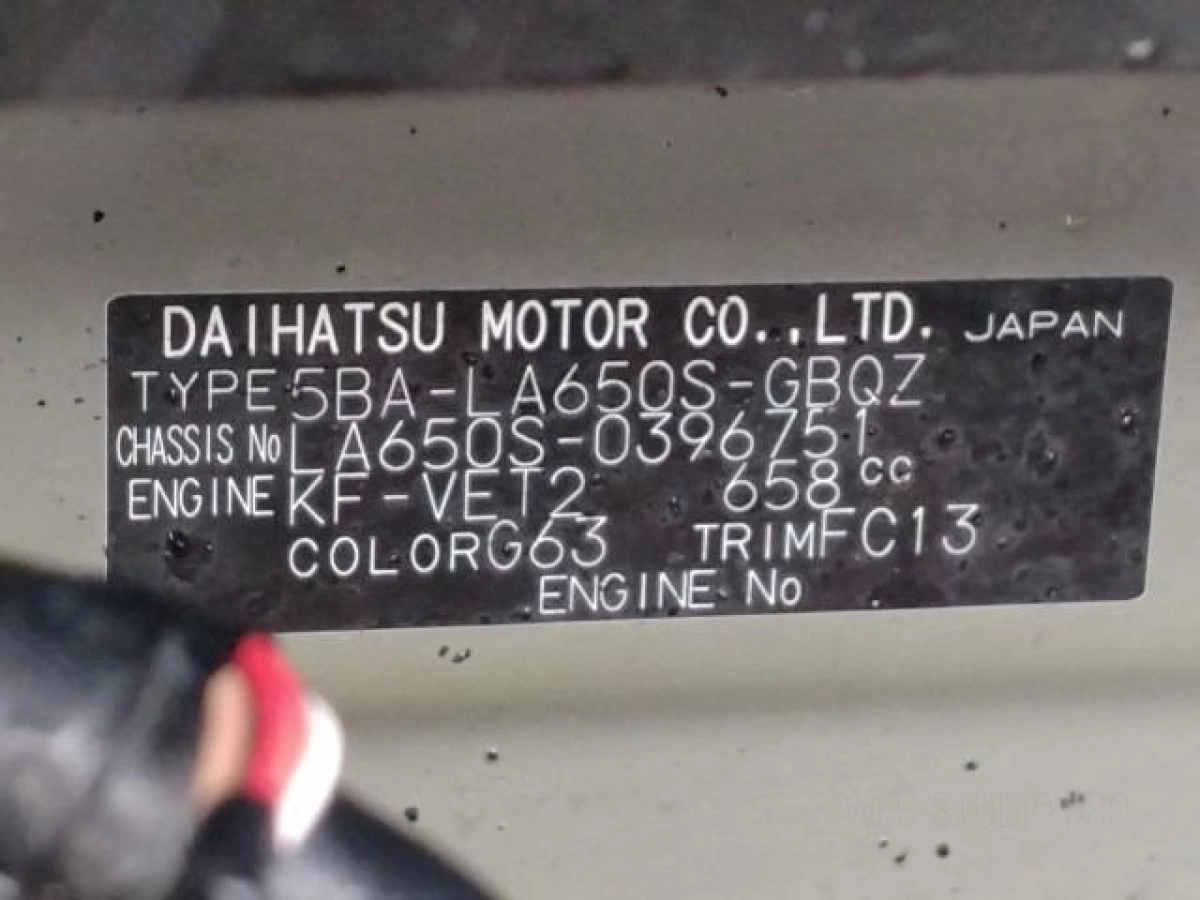 DAIHATSU MOTOR CO.,LTD. JAPAN
TYPE 5BA-LA650S-GBQZ
CHASSIS No LA650S-0396751
ENGINE KF-VET2 658 cc
COLOR G63 TRIM FC13
ENGINE No